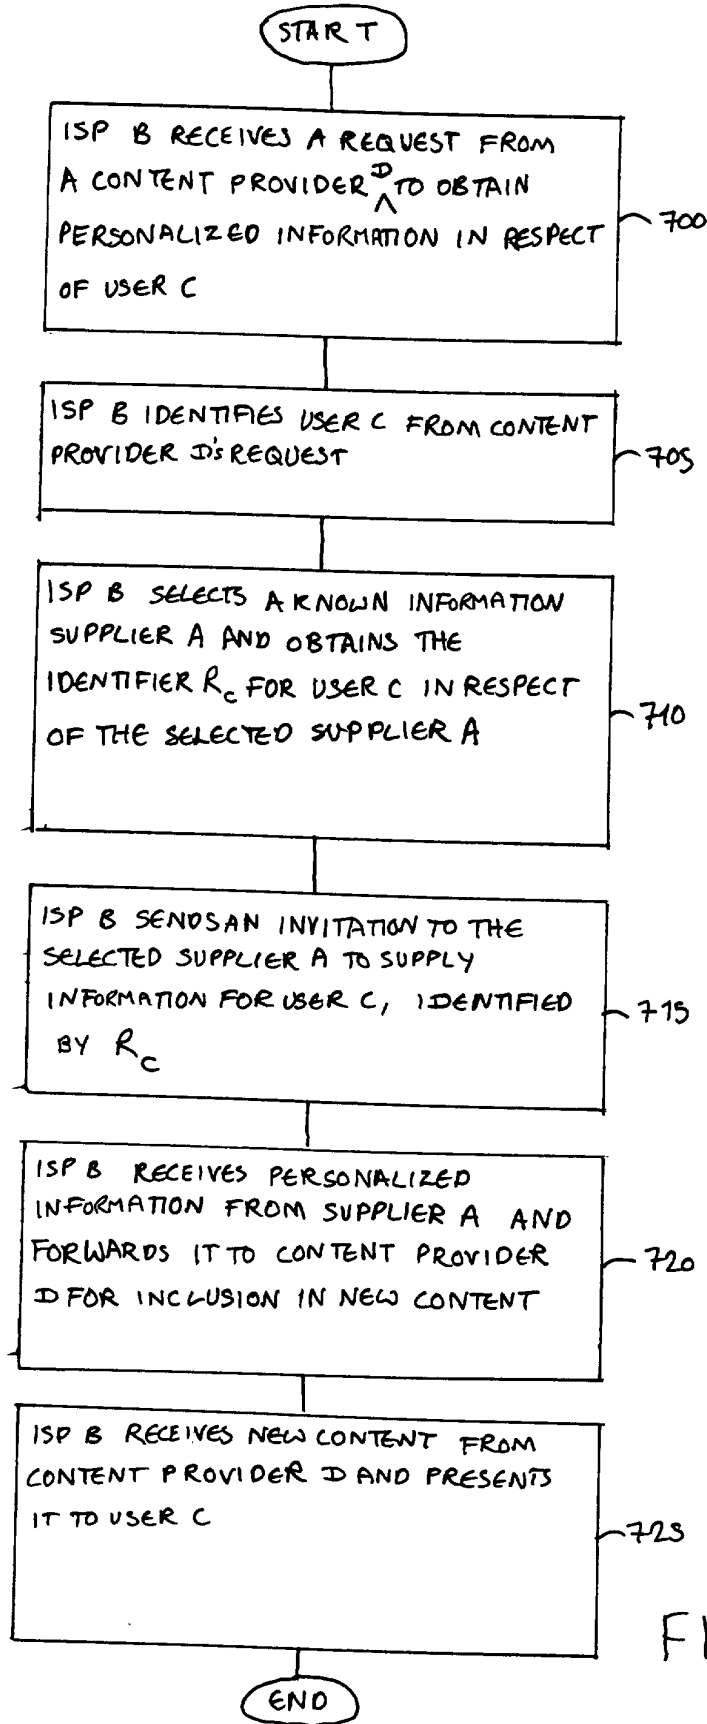 START
ISP B RECEIVES A REQUEST FROM
A CONTENT PROVIDER D TO OBTAIN
PERSONALIZED INFORMATION IN RESPECT
OF USER C
700
ISP B IDENTIFIES USER C FROM CONTENT
PROVIDER D's REQUEST
705
ISP B SELECTS A KNOWN INFORMATION
SUPPLIER A AND OBTAINS THE
IDENTIFIER Rc FOR USER C IN RESPECT
OF THE SELECTED SUPPLIER A
710
ISP B SENDS AN INVITATION TO THE
SELECTED SUPPLIER A TO SUPPLY
INFORMATION FOR USER C, IDENTIFIED
BY Rc
715
ISP B RECEIVES PERSONALIZED
INFORMATION FROM SUPPLIER A AND
FORWARDS IT TO CONTENT PROVIDER
D FOR INCLUSION IN NEW CONTENT
720
ISP B RECEIVES NEW CONTENT FROM
CONTENT PROVIDER D AND PRESENTS
IT TO USER C
725
END